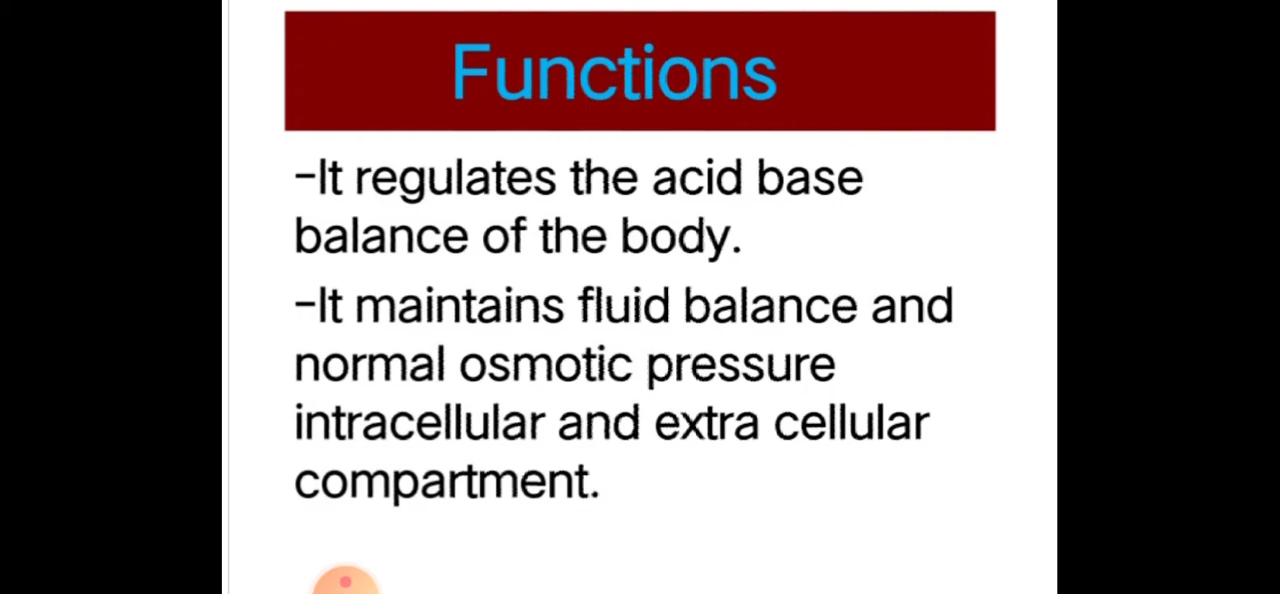 Functions
-It regulates the acid base
balance of the body.
-It maintains fluid balance and
normal osmotic pressure
intracellular and extra cellular
compartment.